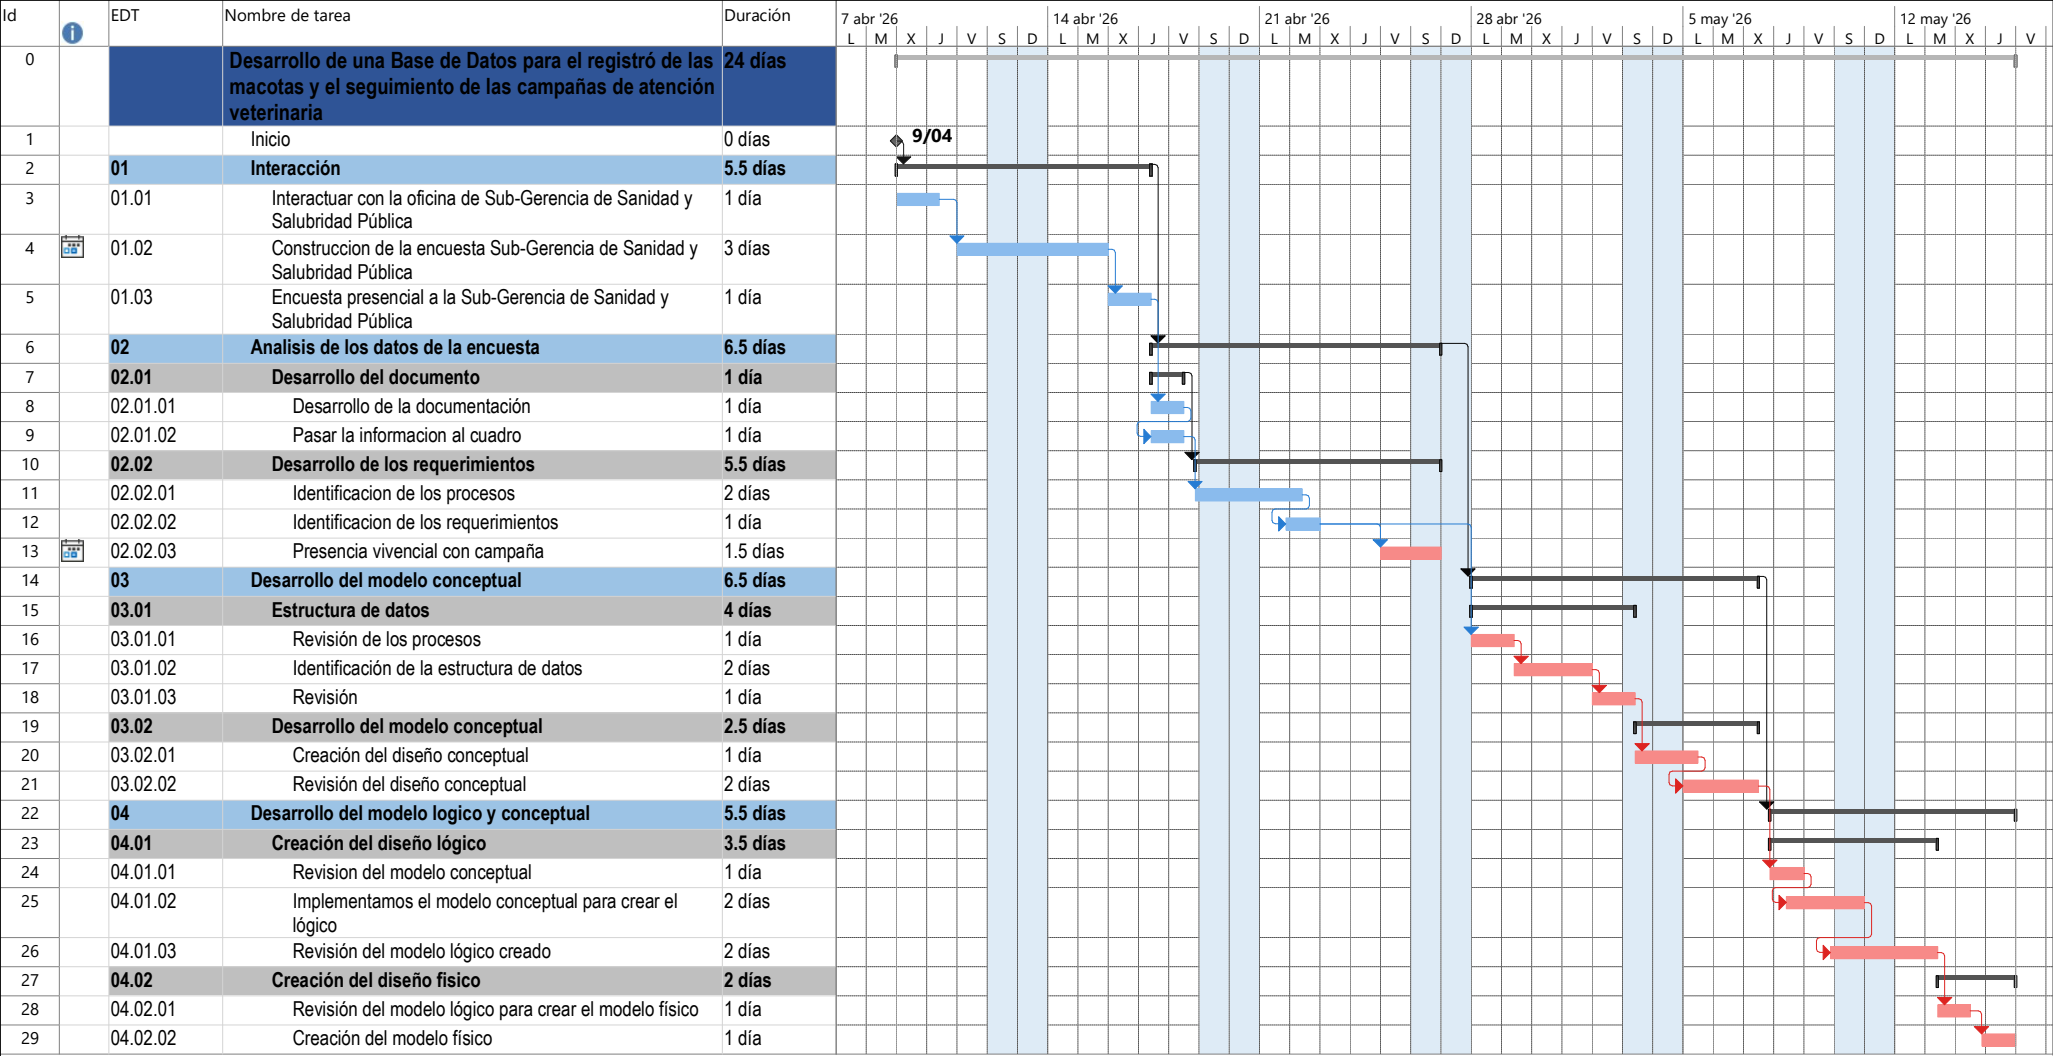 Id EDT Nombre de tarea Duración 7 abr '26 14 abr '26 21 abr '26 28 abr '26 5 may '26 12 may '26
L M X J V S D L M X J V S D L M X J V S D L M X J V S D L M X J V S D L M X J V
0 Desarrollo de una Base de Datos para el registró de las 24 días
macotas y el seguimiento de las campañas de atención
veterinaria
1 Inicio 0 días 9/04
2 01 Interacción 5.5 días
3 01.01 Interactuar con la oficina de Sub-Gerencia de Sanidad y 1 día
Salubridad Pública
4 01.02 Construccion de la encuesta Sub-Gerencia de Sanidad y 3 días
Salubridad Pública
5 01.03 Encuesta presencial a la Sub-Gerencia de Sanidad y 1 día
Salubridad Pública
6 02 Analisis de los datos de la encuesta 6.5 días
7 02.01 Desarrollo del documento 1 día
8 02.01.01 Desarrollo de la documentación 1 día
9 02.01.02 Pasar la informacion al cuadro 1 día
10 02.02 Desarrollo de los requerimientos 5.5 días
11 02.02.01 Identificacion de los procesos 2 días
12 02.02.02 Identificacion de los requerimientos 1 día
13 02.02.03 Presencia vivencial con campaña 1.5 días
14 03 Desarrollo del modelo conceptual 6.5 días
15 03.01 Estructura de datos 4 días
16 03.01.01 Revisión de los procesos 1 día
17 03.01.02 Identificación de la estructura de datos 2 días
18 03.01.03 Revisión 1 día
19 03.02 Desarrollo del modelo conceptual 2.5 días
20 03.02.01 Creación del diseño conceptual 1 día
21 03.02.02 Revisión del diseño conceptual 2 días
22 04 Desarrollo del modelo logico y conceptual 5.5 días
23 04.01 Creación del diseño lógico 3.5 días
24 04.01.01 Revision del modelo conceptual 1 día
25 04.01.02 Implementamos el modelo conceptual para crear el 2 días
lógico
26 04.01.03 Revisión del modelo lógico creado 2 días
27 04.02 Creación del diseño fisico 2 días
28 04.02.01 Revisión del modelo lógico para crear el modelo físico 1 día
29 04.02.02 Creación del modelo físico 1 día